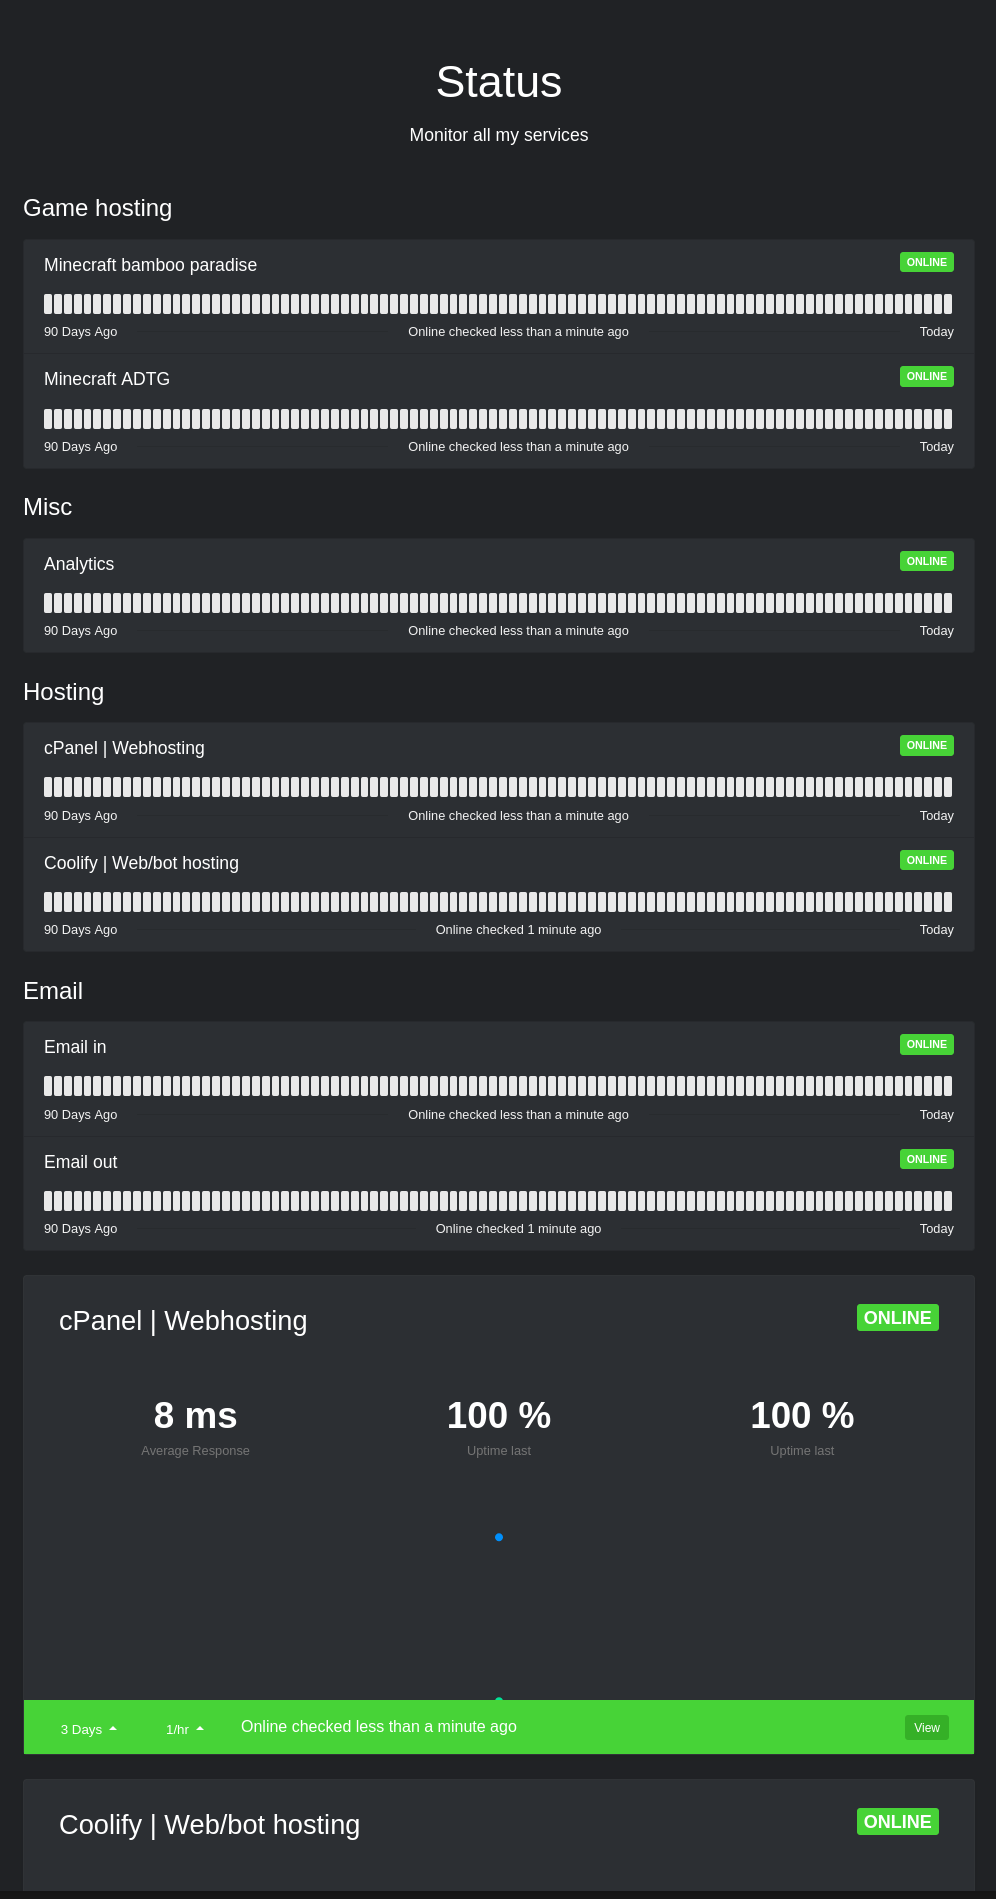 Status
Monitor all my services
Game hosting
Minecraft bamboo paradise
ONLINE
90 Days Ago
Online checked less than a minute ago
Today
Minecraft ADTG
ONLINE
90 Days Ago
Online checked less than a minute ago
Today
Misc
Analytics
ONLINE
90 Days Ago
Online checked less than a minute ago
Today
Hosting
cPanel | Webhosting
ONLINE
90 Days Ago
Online checked less than a minute ago
Today
Coolify | Web/bot hosting
ONLINE
90 Days Ago
Online checked 1 minute ago
Today
Email
Email in
ONLINE
90 Days Ago
Online checked less than a minute ago
Today
Email out
ONLINE
90 Days Ago
Online checked 1 minute ago
Today
cPanel | Webhosting
ONLINE
8 ms
Average Response
100 %
Uptime last
100 %
Uptime last
3 Days
1/hr
Online checked less than a minute ago
View
Coolify | Web/bot hosting
ONLINE